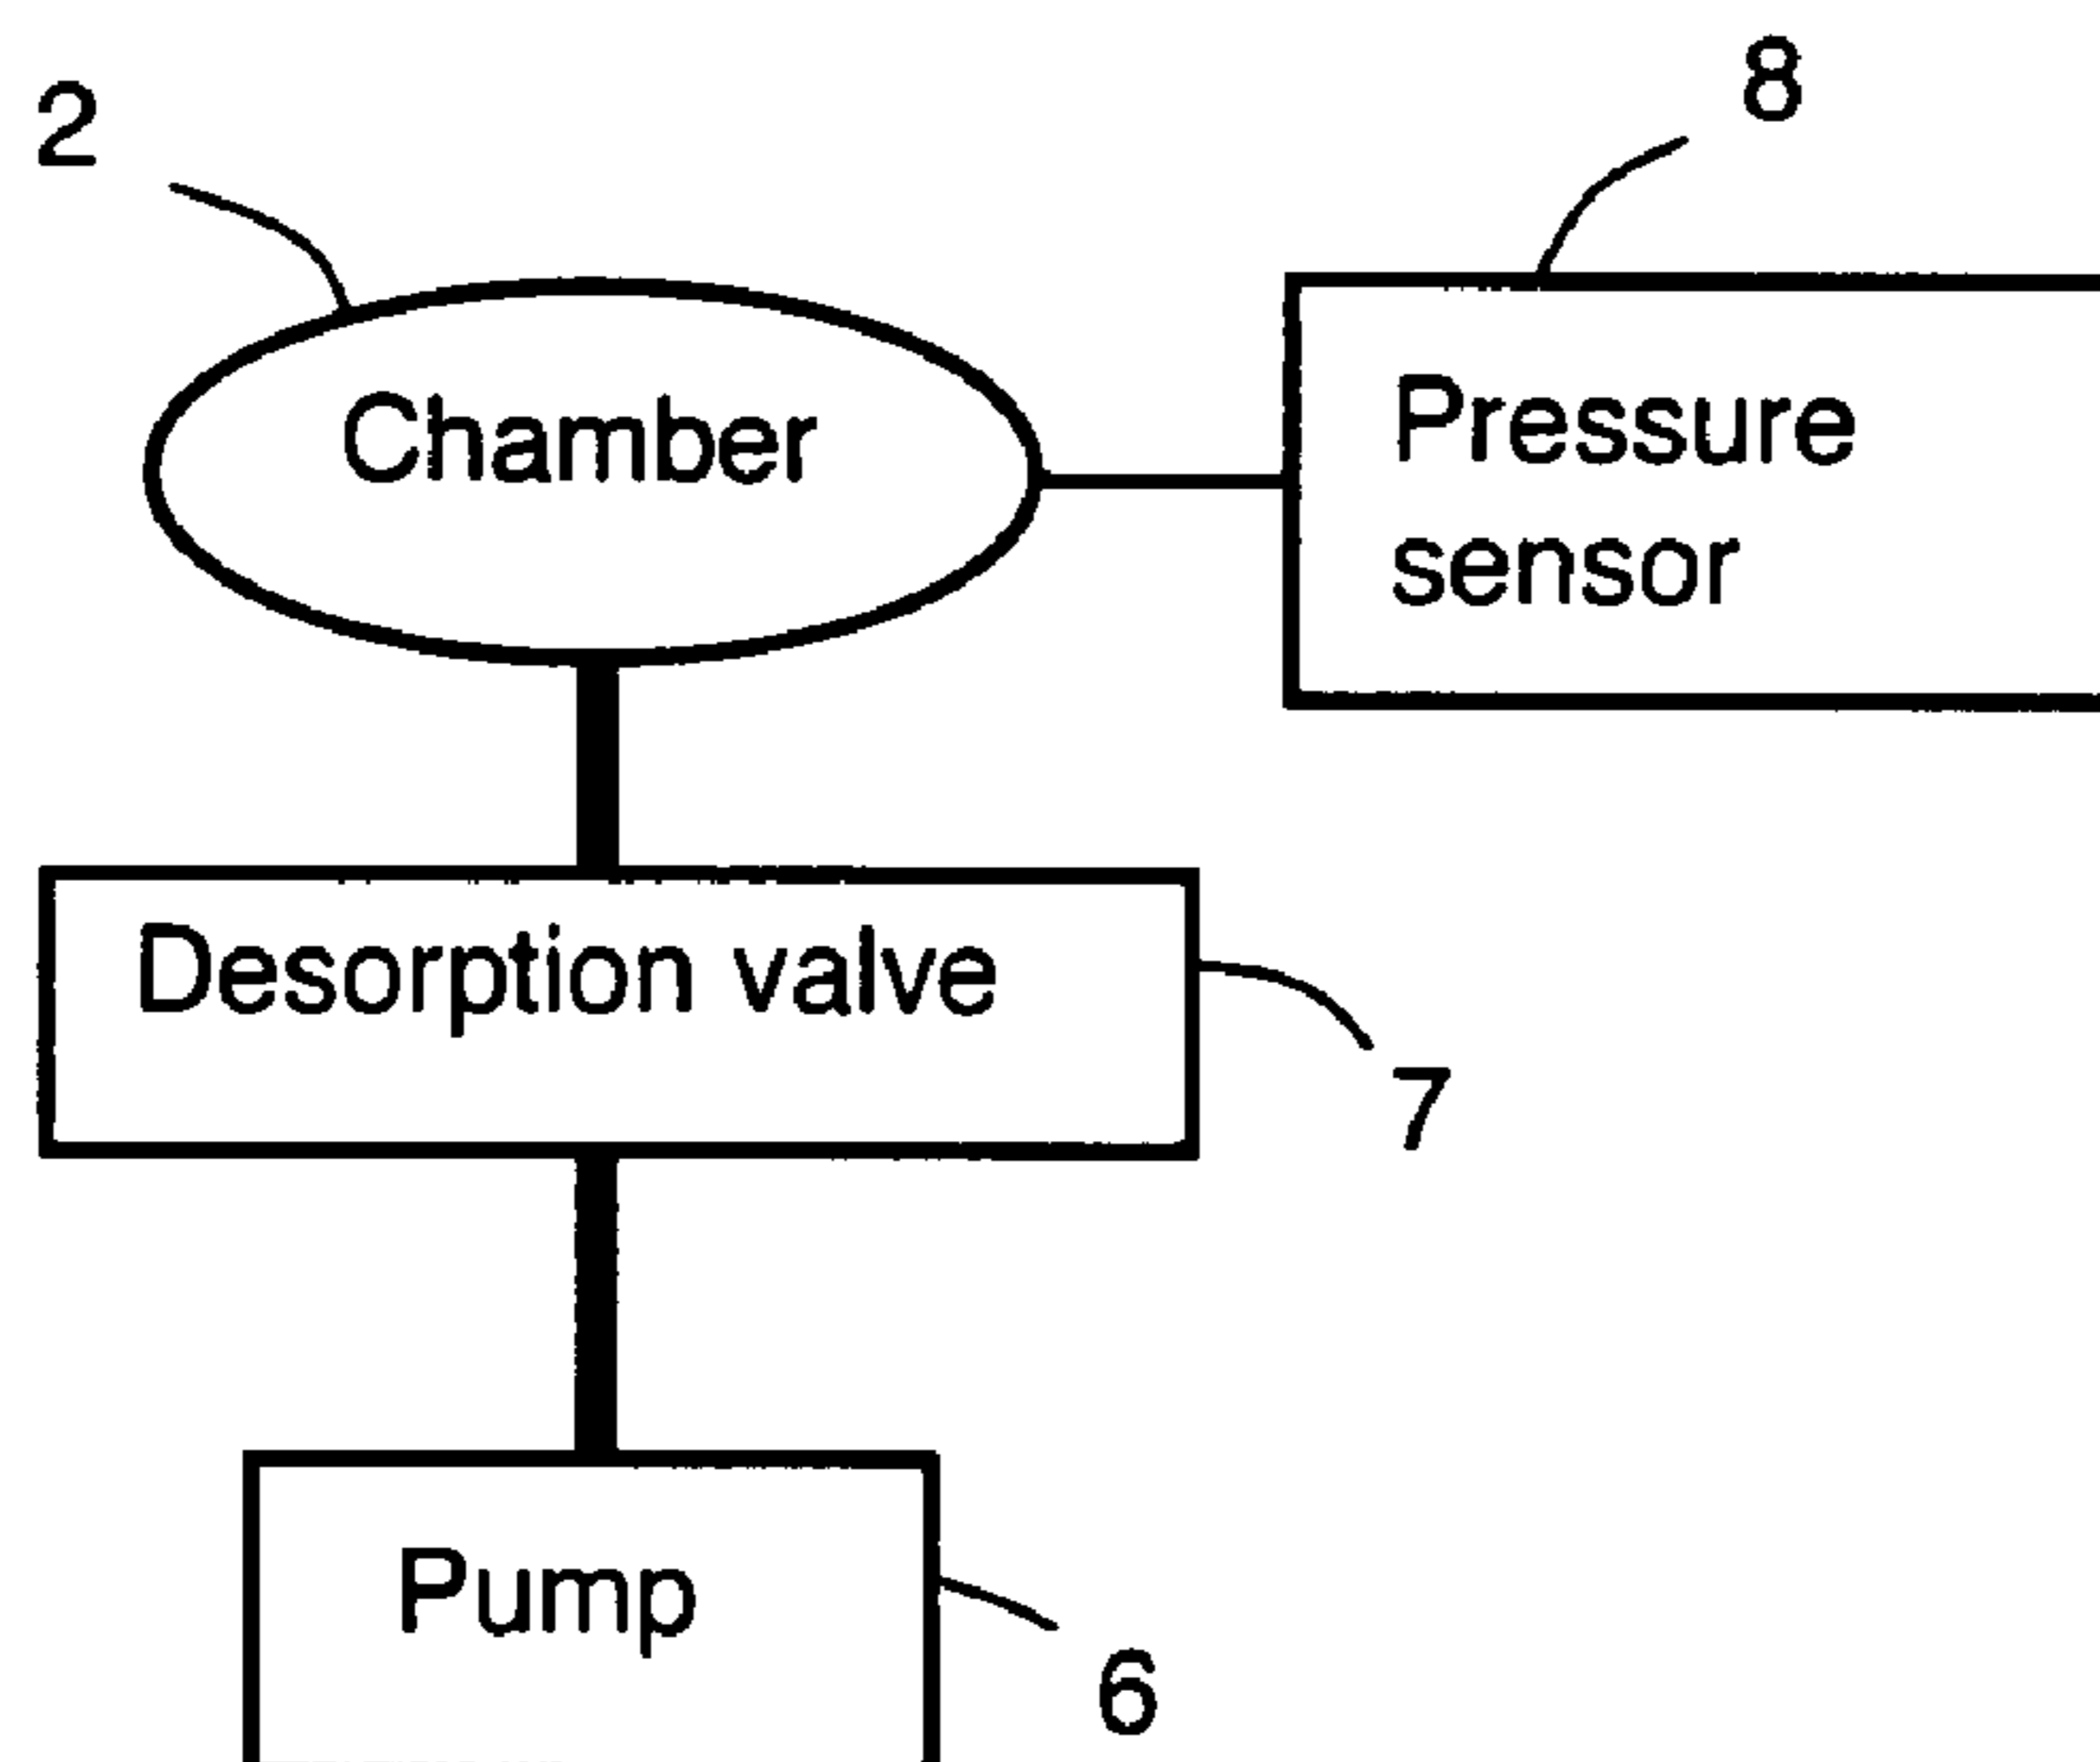 2
8
Chamber
Pressure
sensor
Desorption valve
7
Pump
6